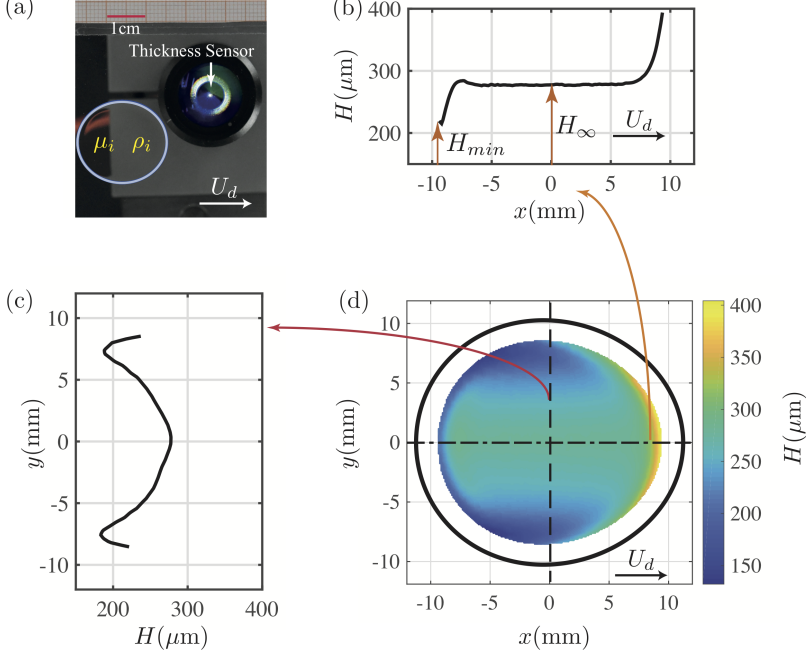 (a)
1cm
Thickness Sensor
μi ρi
Ud
(b)
H(μm)
400
300
200
Hmin
H∞
Ud
-10 -5 0 5 10
x(mm)
(c)
y(mm)
10
5
0
-5
-10
200 300 400
H(μm)
(d)
y(mm)
10
5
0
-5
-10
Ud
-10 -5 0 5 10
x(mm)
400
350
300
250
200
150
H(μm)